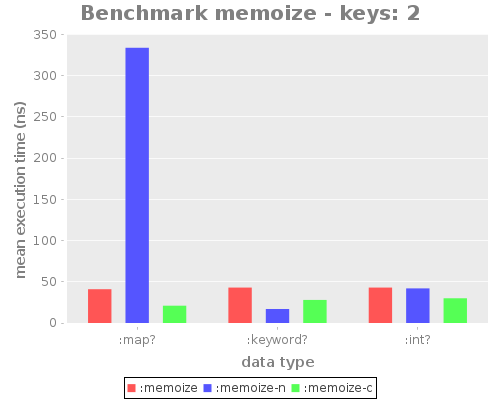 Benchmark memoize - keys: 2
mean execution time (ns)
350
300
250
200
150
100
50
0
:map?
:keyword?
:int?
data type
:memoize :memoize-n :memoize-c